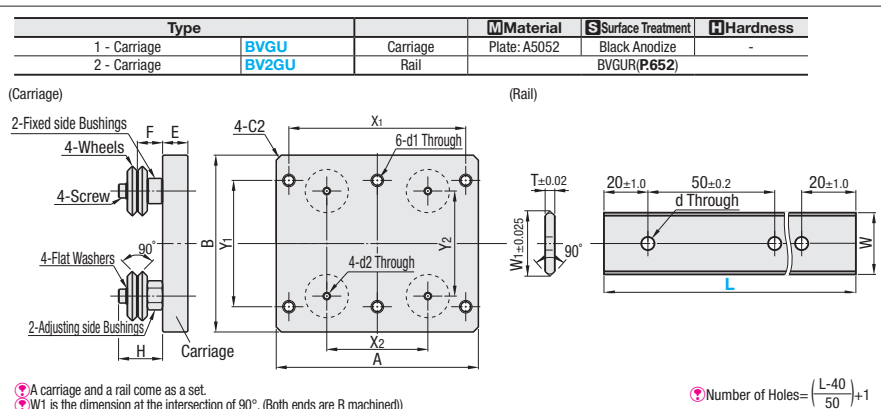 Type M Material S Surface Treatment H Hardness
1 - Carriage BVGU Carriage Plate: A5052 Black Anodize -
2 - Carriage BV2GU Rail BVGUR(P.652)
(Carriage) (Rail)
2-Fixed side Bushings F E 4-C2 X1
4-Wheels 6-d1 Through
4-Screw
T±0.02 20±1.0 50±0.2 20±1.0
d Through
B Y1 Y2 W1±0.025 90° W
90°
4-Flat Washers 4-d2 Through
L
2-Adjusting side Bushings
H Carriage X2
A
A carriage and a rail come as a set.
W1 is the dimension at the intersection of 90°. (Both ends are R machined))
Number of Holes=(L-40/50)+1